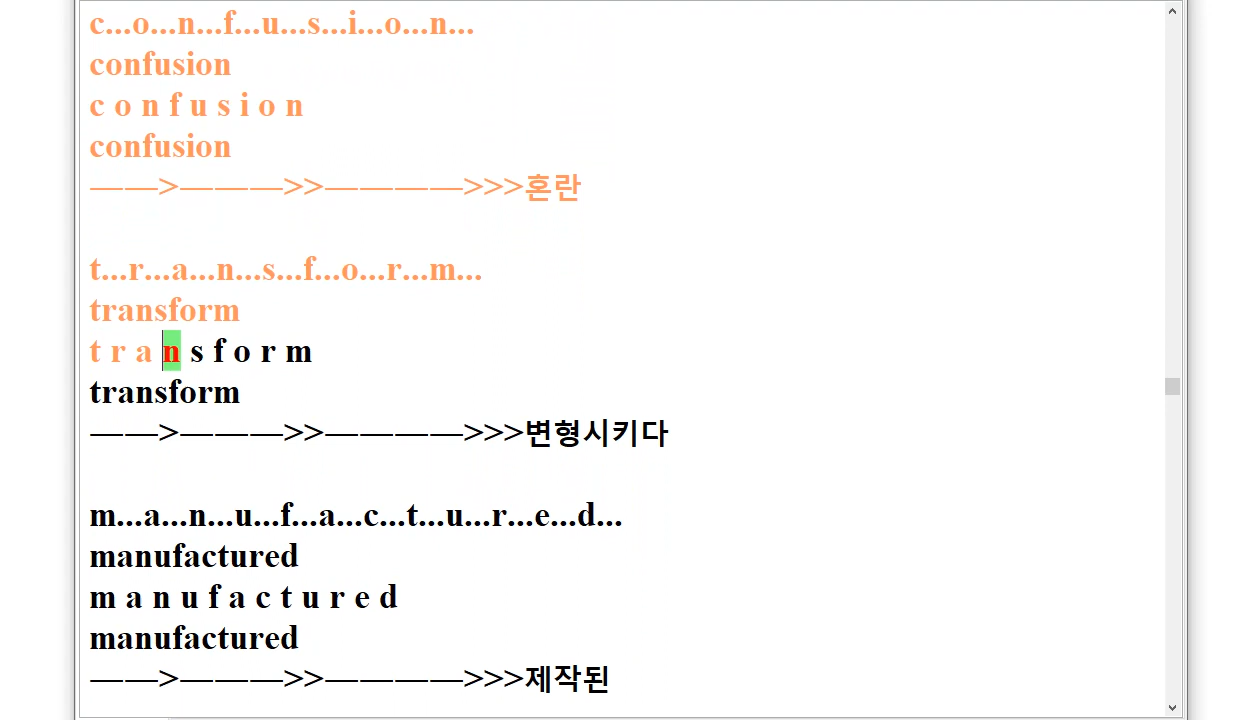 c...o...n...f...u...s...i...o...n...
confusion
c o n f u s i o n
confusion
——>———>>————>>>혼란
t...r...a...n...s...f...o...r...m...
transform
t r a n s f o r m
transform
——>———>>————>>>변형시키다
m...a...n...u...f...a...c...t...u...r...e...d...
manufactured
m a n u f a c t u r e d
manufactured
——>———>>————>>>제작된